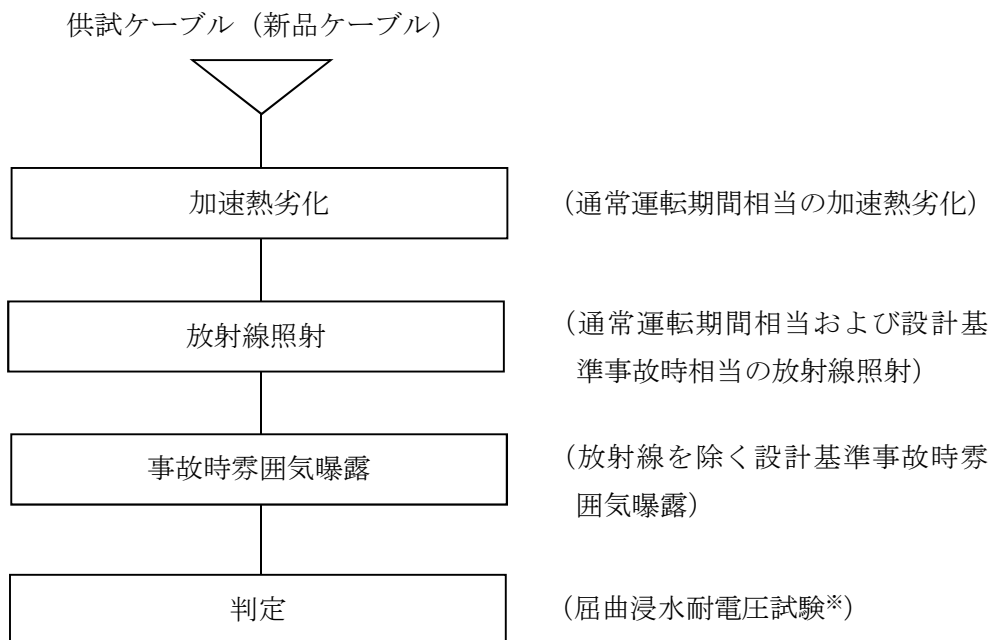 供試ケーブル（新品ケーブル）
加速熱劣化
（通常運転期間相当の加速熱劣化）
放射線照射
（通常運転期間相当および設計基
準事故時相当の放射線照射）
事故時雰囲気曝露
（放射線を除く設計基準事故時雰
囲気曝露）
判定
（屈曲浸水耐電圧試験※）